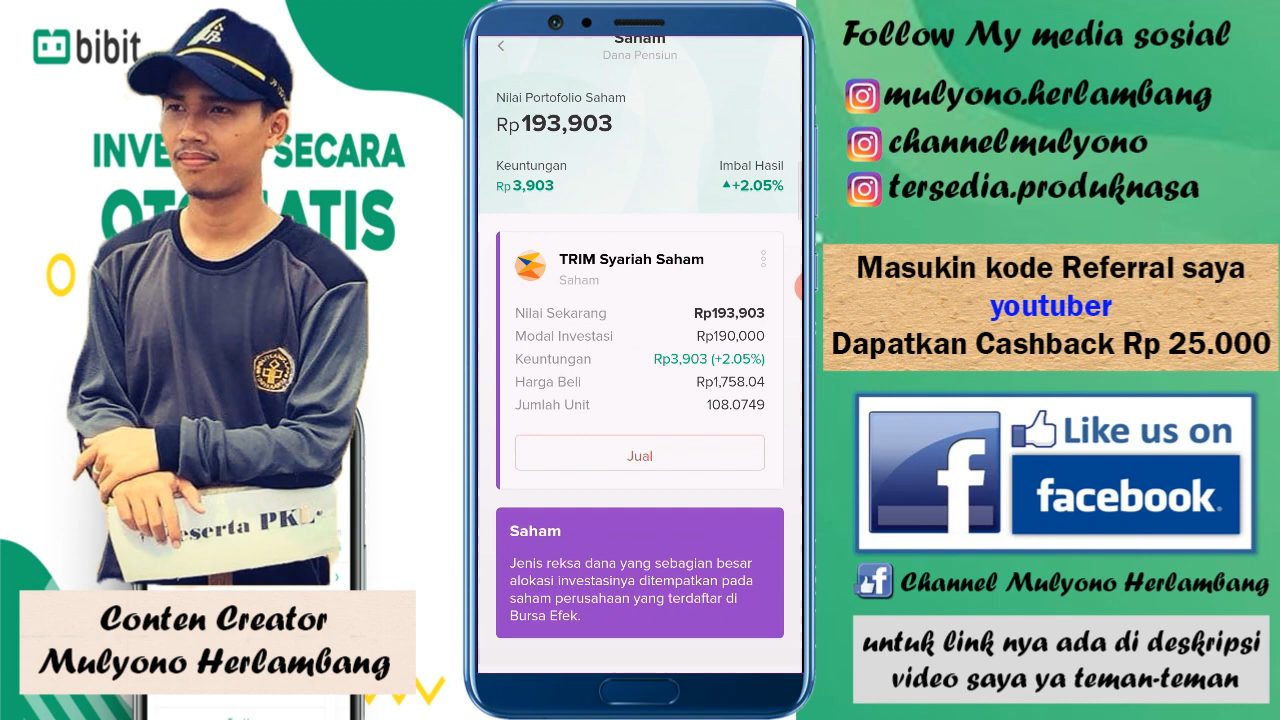 bibit
INVE SECARA
OT ATIS
eserta PKL
Conten Creator
Mulyono Herlambang
Saham
Dana Pensiun
Nilai Portofolio Saham
Rp193,903
Keuntungan Imbal Hasil
Rp3,903 +2.05%
TRIM Syariah Saham
Saham
Nilai Sekarang Rp193,903
Modal Investasi Rp190,000
Keuntungan Rp3,903 (+2.05%)
Harga Beli Rp1,758.04
Jumlah Unit 108.0749
Jual
Saham
Jenis reksa dana yang sebagian besar
alokasi investasinya ditempatkan pada
saham perusahaan yang terdaftar di
Bursa Efek.
Follow My media sosial
mulyono.herlambang
channelmulyono
tersedia.produknasa
Masukin kode Referral saya
youtuber
Dapatkan Cashback Rp 25.000
f
Like us on
facebook.
Channel Mulyono Herlambang
untuk link nya ada di deskripsi
video saya ya teman-teman